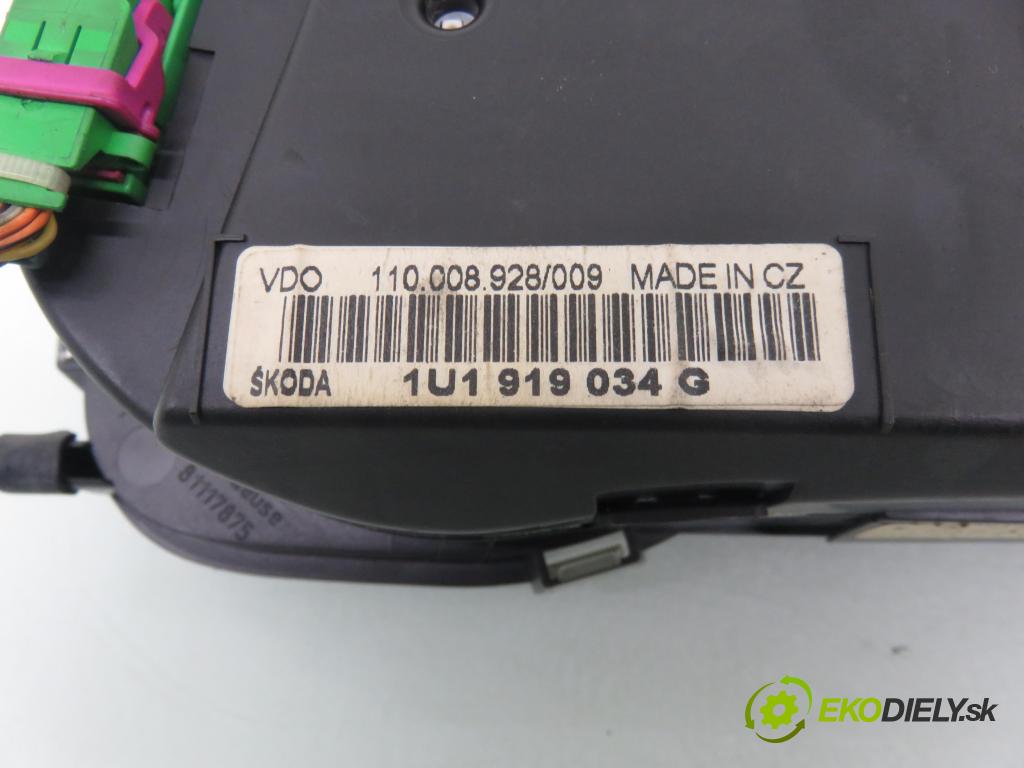 VDO 110.008.928/009 MADE IN CZ
ŠKODA 1U1 919 034 G
81117875
EKODIELY.sk